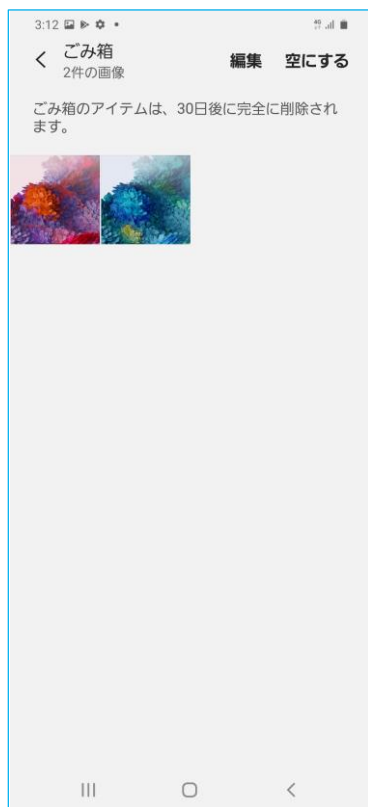 3:12
ごみ箱
2件の画像
編集 空にする
ごみ箱のアイテムは、30日後に完全に削除され
ます。